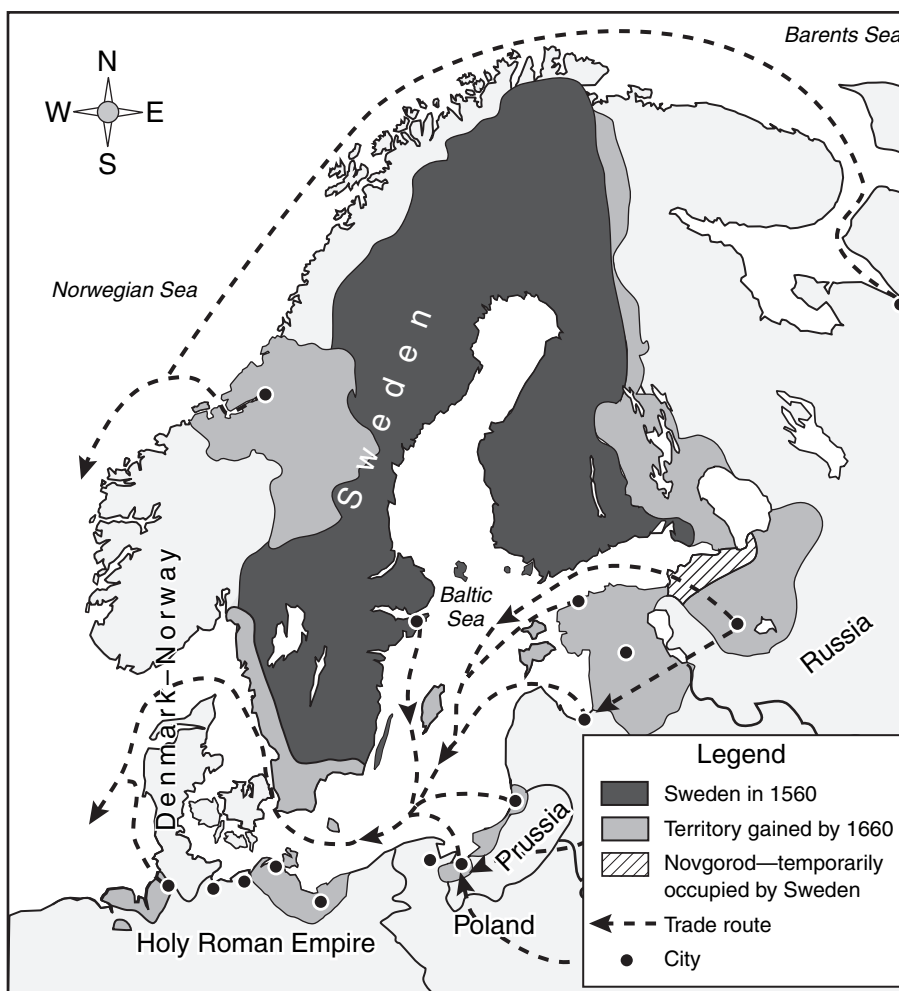 Barents Sea
N
W E
S
Norwegian Sea
Sweden
Baltic
Sea
Denmark–Norway
Russia
Legend
Sweden in 1560
Territory gained by 1660
Novgorod—temporarily
occupied by Sweden
Trade route
City
Prussia
Poland
Holy Roman Empire